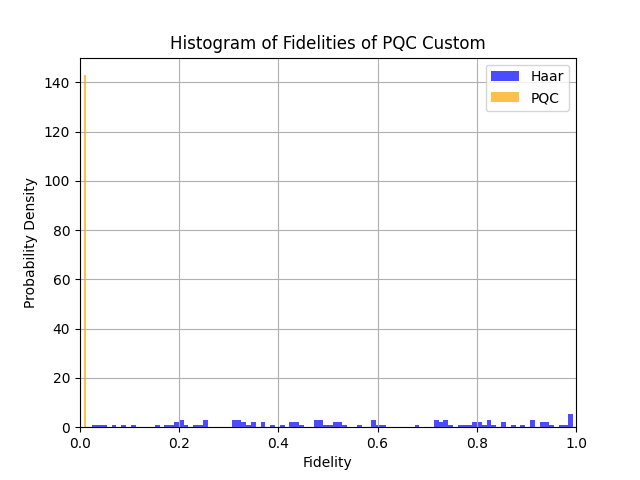 Histogram of Fidelities of PQC Custom
Haar
PQC
Probability Density
140
120
100
80
60
40
20
0
0.0 0.2 0.4 0.6 0.8 1.0
Fidelity